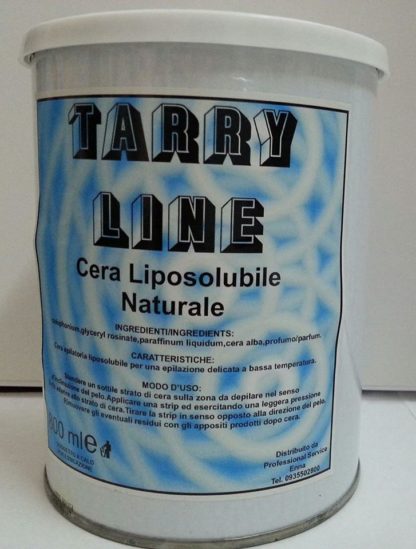 TARRY
LINE
Cera Liposolubile
Naturale
INGREDIENTI/INGREDIENTS:
colophonium,glyceryl rosinate,paraffinum liquidum,cera alba,profumo/parfum.
CARATTERISTICHE:
Cera epilatoria liposolubile per una epilazione delicata a bassa temperatura.
MODO D'USO:
Stendere un sottile strato di cera sulla zona da depilare nel senso
d'inclinazione del pelo.Applicare una strip ed esercitando una leggera pressione
aderire allo strato di cera.Tirare la strip in senso opposto alla direzione del pelo.
Rimuovere gli eventuali residui con gli appositi prodotti dopo cera.
800 ml e
SOGGETTO A CALO
Distribuito da
Professional Service
Enna
Tel. 0935502800